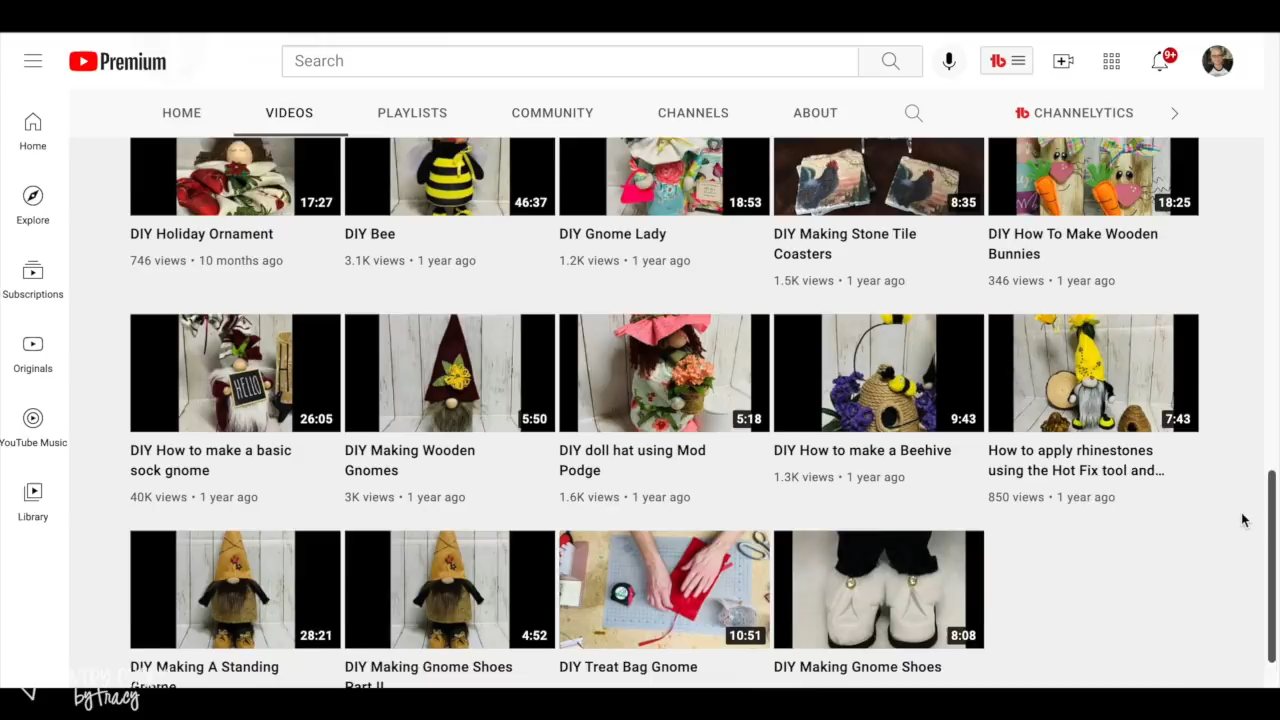 Premium
Search
9+
HOME VIDEOS PLAYLISTS COMMUNITY CHANNELS ABOUT CHANNELYTICS
Home
Explore
Subscriptions
Originals
YouTube Music
Library
17:27 46:37 18:53 8:35 18:25
DIY Holiday Ornament
746 views • 10 months ago
DIY Bee
3.1K views • 1 year ago
DIY Gnome Lady
1.2K views • 1 year ago
DIY Making Stone Tile
Coasters
1.5K views • 1 year ago
DIY How To Make Wooden
Bunnies
346 views • 1 year ago
HELLO
26:05 5:50 5:18 9:43 7:43
DIY How to make a basic
sock gnome
40K views • 1 year ago
DIY Making Wooden
Gnomes
3K views • 1 year ago
DIY doll hat using Mod
Podge
1.6K views • 1 year ago
DIY How to make a Beehive
1.3K views • 1 year ago
How to apply rhinestones
using the Hot Fix tool and…
850 views • 1 year ago
28:21 4:52 10:51 8:08
DIY Making A Standing
Gnome
DIY Making Gnome Shoes
Part II
DIY Treat Bag Gnome
DIY Making Gnome Shoes
by tracy